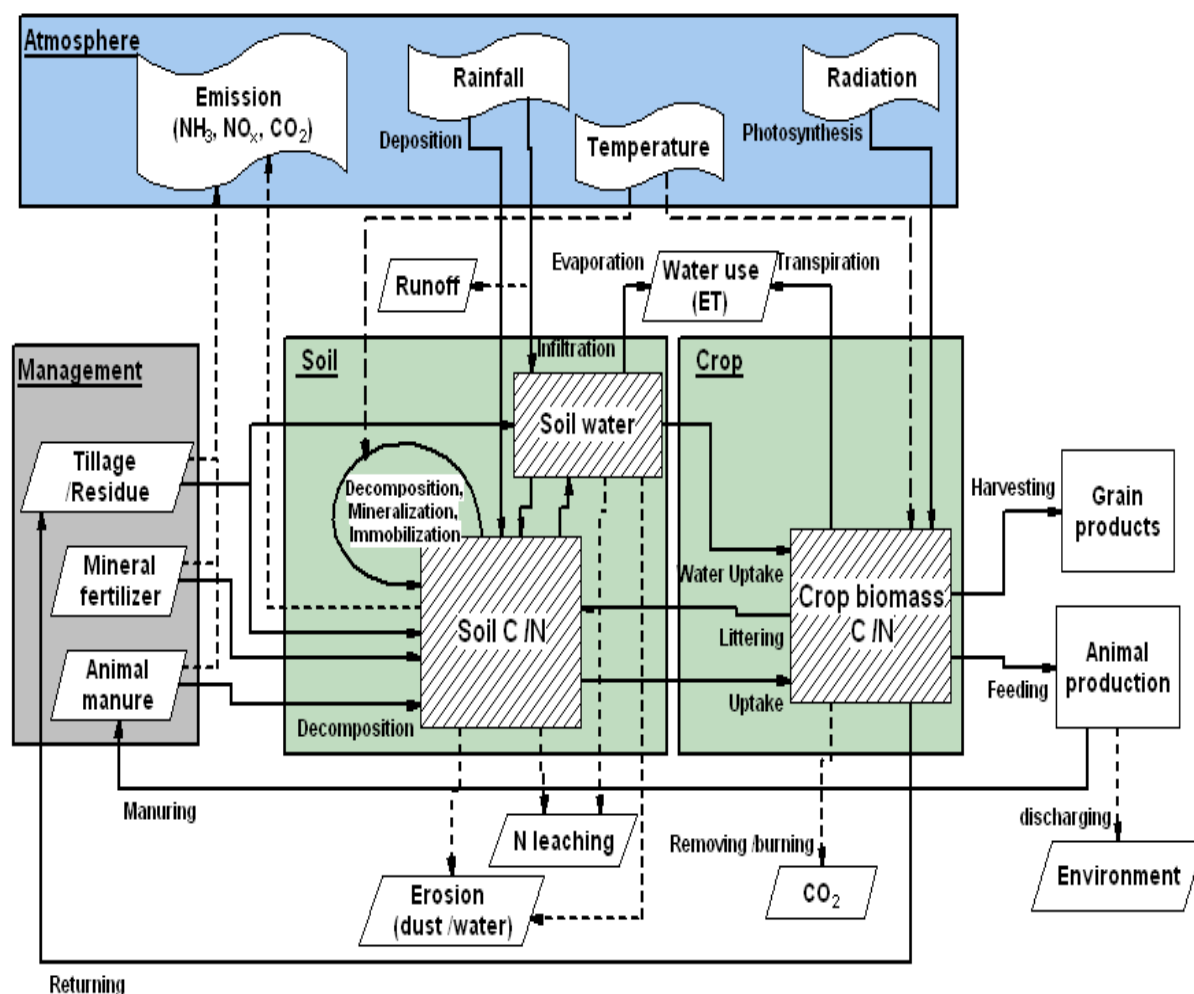 Atmosphere
Emission
(NH₃, NOₓ, CO₂)
Rainfall
Radiation
Deposition
Temperature
Photosynthesis
Evaporation
Water use
(ET)
Transpiration
Runoff
Management
Soil
Infiltration
Crop
Soil water
Tillage
/Residue
Decomposition,
Mineralization,
Immobilization
Harvesting
Grain
products
Mineral
fertilizer
Water Uptake
Crop biomass
C /N
Soil C /N
Littering
Animal
manure
Decomposition
Uptake
Feeding
Animal
production
Manuring
N leaching
Removing /burning
discharging
Erosion
(dust /water)
CO₂
Environment
Returning